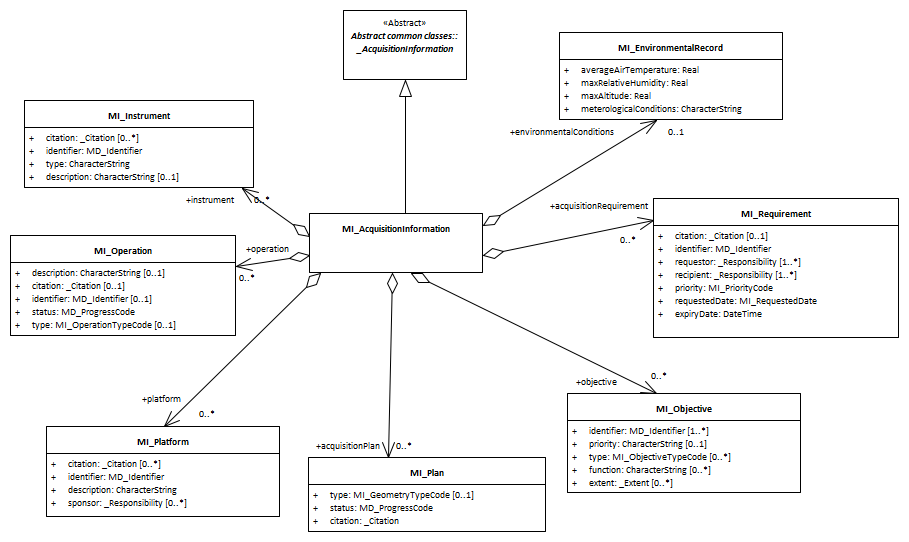 «Abstract»
Abstract common classes::
_AcquisitionInformation
MI_EnvironmentalRecord
+ averageAirTemperature: Real
+ maxRelativeHumidity: Real
+ maxAltitude: Real
+ meterologicalConditions: CharacterString
+environmentalConditions
0..1
MI_Instrument
+ citation: _Citation [0..*]
+ identifier: MD_Identifier
+ type: CharacterString
+ description: CharacterString [0..1]
+instrument
0..*
MI_AcquisitionInformation
+acquisitionRequirement
0..*
MI_Requirement
+ citation: _Citation [0..1]
+ identifier: MD_Identifier
+ requestor: _Responsibility [1..*]
+ recipient: _Responsibility [1..*]
+ priority: MI_PriorityCode
+ requestedDate: MI_RequestedDate
+ expiryDate: DateTime
MI_Operation
+ description: CharacterString [0..1]
+ citation: _Citation [0..1]
+ identifier: MD_Identifier [0..1]
+ status: MD_ProgressCode
+ type: MI_OperationTypeCode [0..1]
+operation
0..*
+platform
0..*
MI_Platform
+ citation: _Citation [0..*]
+ identifier: MD_Identifier
+ description: CharacterString
+ sponsor: _Responsibility [0..*]
+acquisitionPlan
0..*
MI_Plan
+ type: MI_GeometryTypeCode [0..1]
+ status: MD_ProgressCode
+ citation: _Citation
+objective
0..*
MI_Objective
+ identifier: MD_Identifier [1..*]
+ priority: CharacterString [0..1]
+ type: MI_ObjectiveTypeCode [0..*]
+ function: CharacterString [0..*]
+ extent: _Extent [0..*]